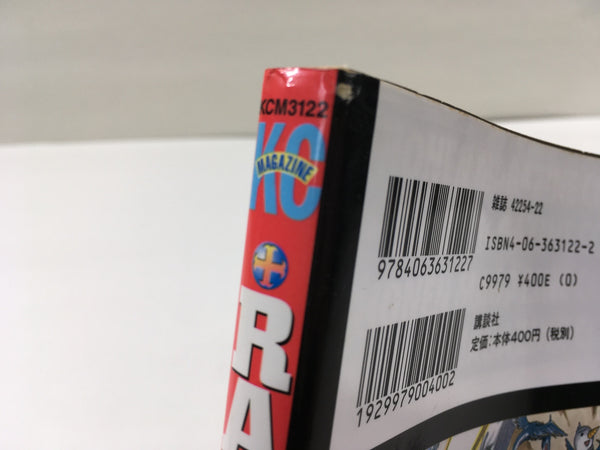 KCM3122
KC
MAGAZINE
RA
雑誌 42254-22
ISBN4-06-363122-2
9784063631227
C9979 ¥400E (0)
講談社
定価:本体400円(税別)
1929979004002